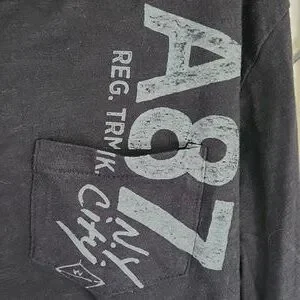 A87
REG. TRMK.
N.Y
City.